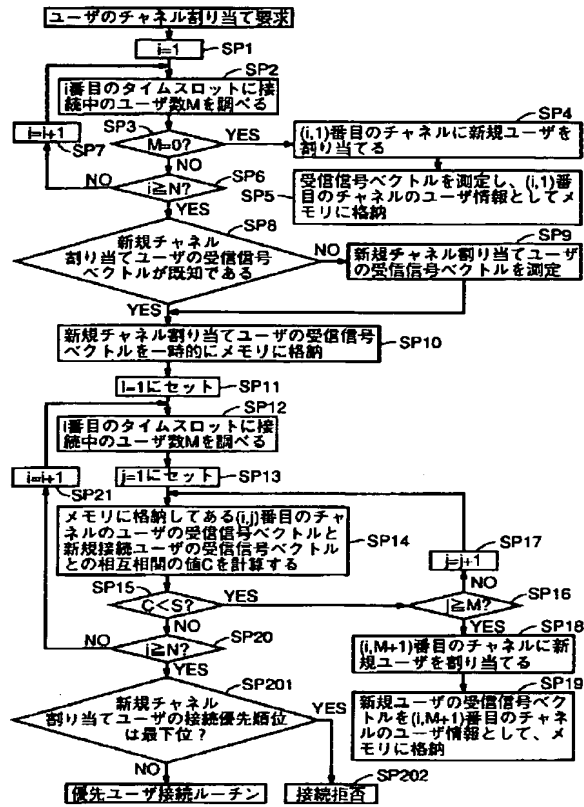 ユーザのチャネル割り当て要求
i=1
SP1
SP2
i番目のタイムスロットに接
続中のユーザ数Mを調べる
SP3
M=0?
YES
NO
SP4
(i,1)番目のチャネルに新規ユーザを
割り当てる
i=i+1
SP7
SP6
i≧N?
NO
YES
SP5
受信信号ベクトルを測定し、(i,1)番
目のチャネルのユーザ情報としてメ
モリに格納
SP8
新規チャネル
割り当てユーザの受信信号
ベクトルが既知である
NO
YES
SP9
新規チャネル割り当てユーザ
の受信信号ベクトルを測定
新規チャネル割り当てユーザの受信信号
ベクトルを一時的にメモリに格納
SP10
i=1にセット
SP11
SP12
i番目のタイムスロットに接
続中のユーザ数Mを調べる
i=i+1
SP21
j=1にセット
SP13
メモリに格納してある(i,j)番目のチャ
ネルのユーザの受信信号ベクトルと
新規接続ユーザの受信信号ベクトル
との相互相関の値Cを計算する
SP14
SP17
j=j+1
NO
SP15
C<S?
YES
NO
j≧M?
SP16
YES
SP20
i≧N?
NO
YES
SP18
(i,M+1)番目のチャネルに新
規ユーザを割り当てる
SP19
新規ユーザの受信信号ベク
トルを(i,M+1)番目のチャネ
ルのユーザ情報として、メ
モリに格納
SP201
新規チャネル
割り当てユーザの接続優先順位
は最下位?
YES
NO
SP202
優先ユーザ接続ルーチン
接続拒否